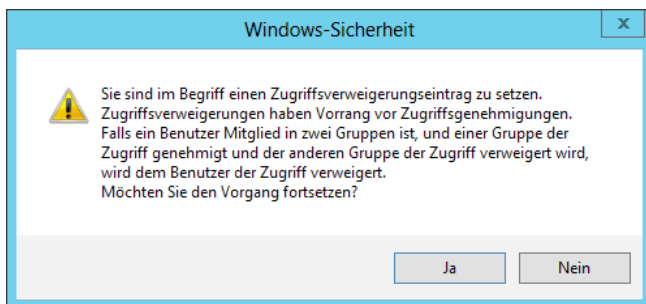 Windows-Sicherheit
x
Sie sind im Begriff einen Zugriffsverweigerungseintrag zu setzen.
Zugriffsverweigerungen haben Vorrang vor Zugriffsgenehmigungen.
Falls ein Benutzer Mitglied in zwei Gruppen ist, und einer Gruppe der
Zugriff genehmigt und der anderen Gruppe der Zugriff verweigert wird,
wird dem Benutzer der Zugriff verweigert.
Möchten Sie den Vorgang fortsetzen?
Ja
Nein